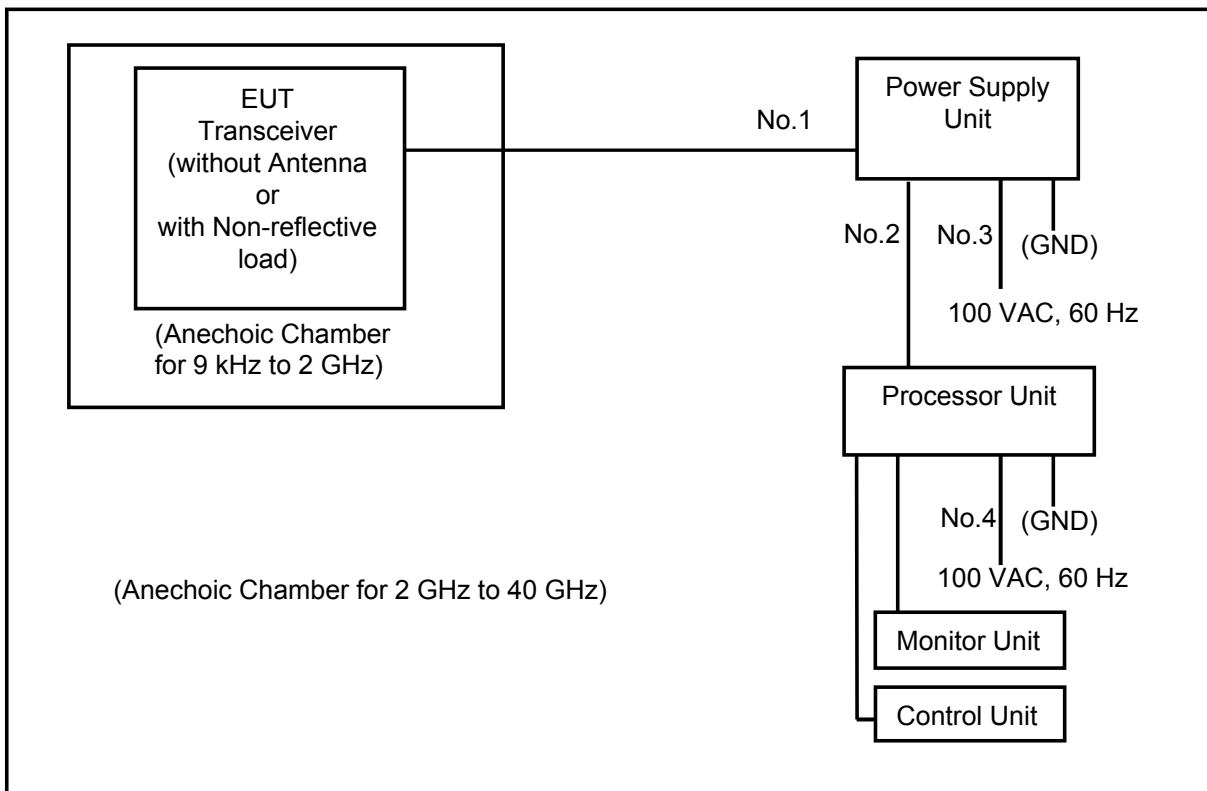 EUT
Transceiver
(without Antenna
or
with Non-reflective
load)
(Anechoic Chamber
for 9 kHz to 2 GHz)
No.1
Power Supply
Unit
No.2
No.3
(GND)
100 VAC, 60 Hz
Processor Unit
No.4
(GND)
100 VAC, 60 Hz
(Anechoic Chamber for 2 GHz to 40 GHz)
Monitor Unit
Control Unit